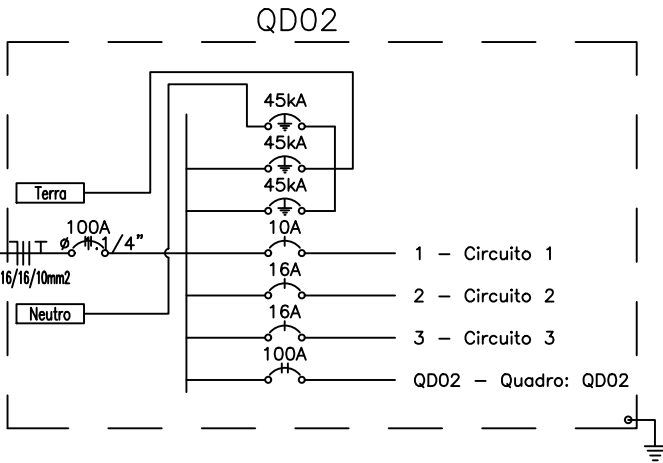 QD02
45kA
45kA
45kA
Terra
100A
ø 1.1/4"
16/16/10mm2
Neutro
10A
1 - Circuito 1
16A
2 - Circuito 2
16A
3 - Circuito 3
100A
QD02 - Quadro: QD02